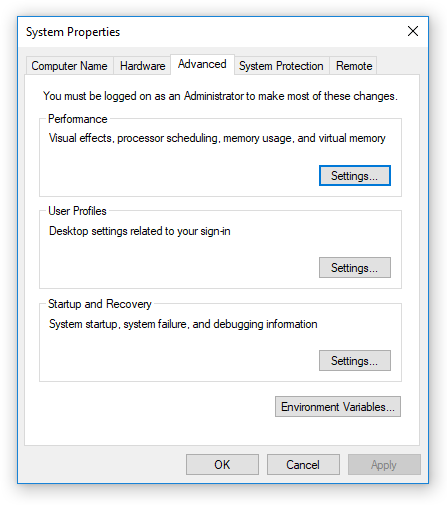 System Properties
Computer Name Hardware Advanced System Protection Remote
You must be logged on as an Administrator to make most of these changes.
Performance
Visual effects, processor scheduling, memory usage, and virtual memory
Settings...
User Profiles
Desktop settings related to your sign-in
Settings...
Startup and Recovery
System startup, system failure, and debugging information
Settings...
Environment Variables...
OK Cancel Apply